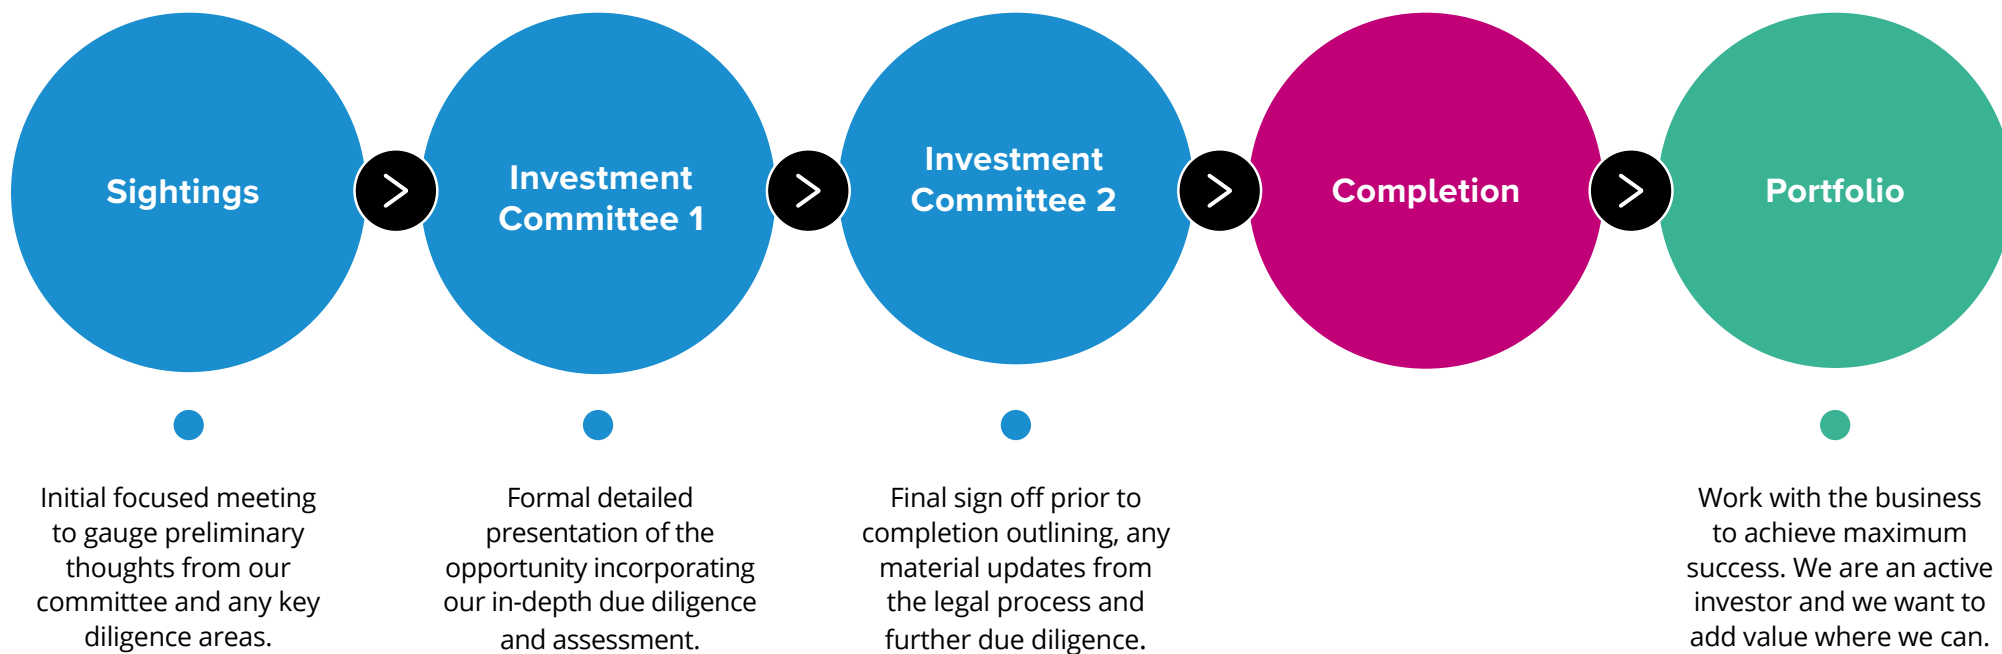 Sightings
Investment
Committee 1
Investment
Committee 2
Completion
Portfolio
Initial focused meeting
to gauge preliminary
thoughts from our
committee and any key
diligence areas.
Formal detailed
presentation of the
opportunity incorporating
our in-depth due diligence
and assessment.
Final sign off prior to
completion outlining, any
material updates from
the legal process and
further due diligence.
Work with the business
to achieve maximum
success. We are an active
investor and we want to
add value where we can.